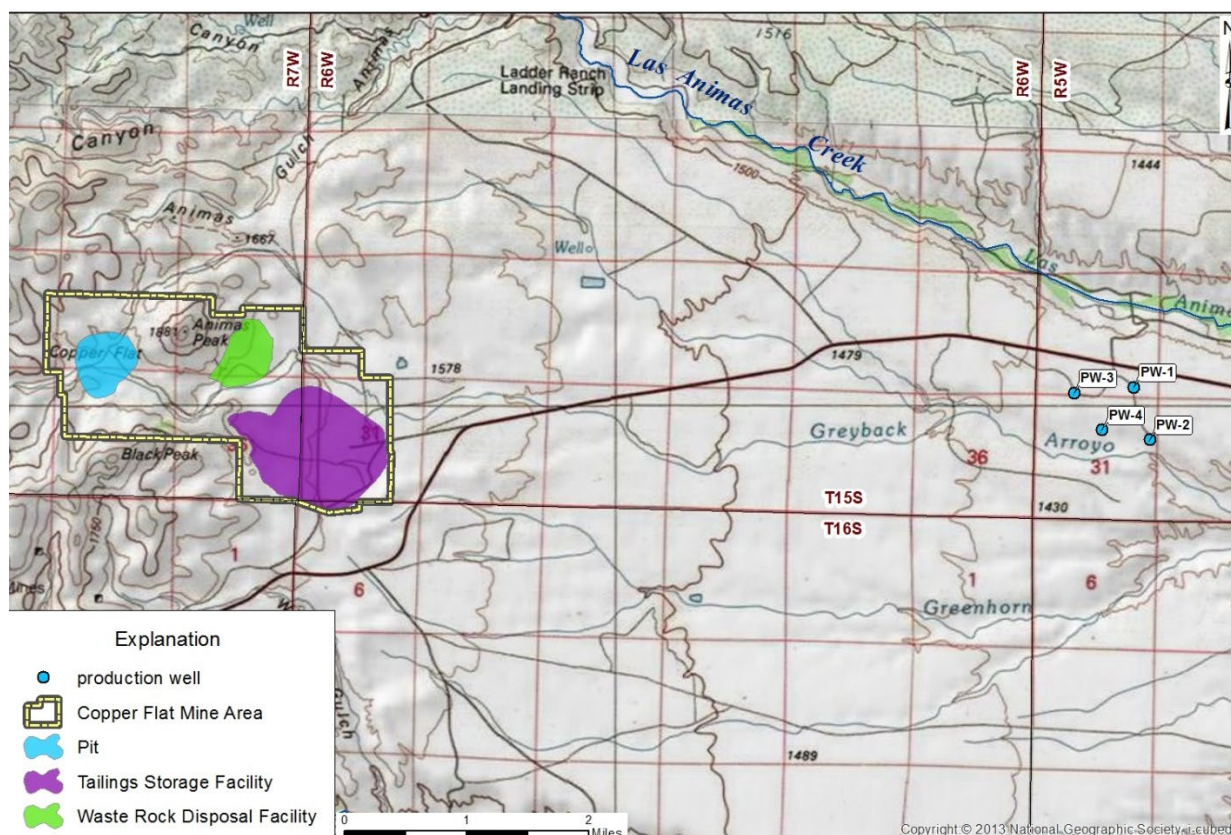 Well
Canyon
Animas
R7W
R6W
Ladder Ranch
Landing Strip
Las Animas
Creek
1516
R6W
R5W
N
Canyon
Gulch
1500
1444
Animas
1667
Well
Las
Animas
1881
Animas
Peak
Copper Flat
1578
1479
PW-3
PW-1
PW-4
PW-2
Greyback
Arroyo
31
Black Peak
36
31
T15S
T16S
1430
1750
1
6
1
6
Greenhorn
Mines
Gulch
1489
Explanation
production well
Copper Flat Mine Area
Pit
Tailings Storage Facility
Waste Rock Disposal Facility
0 1 2
Miles
Copyright:© 2013 National Geographic Society, i-cubed